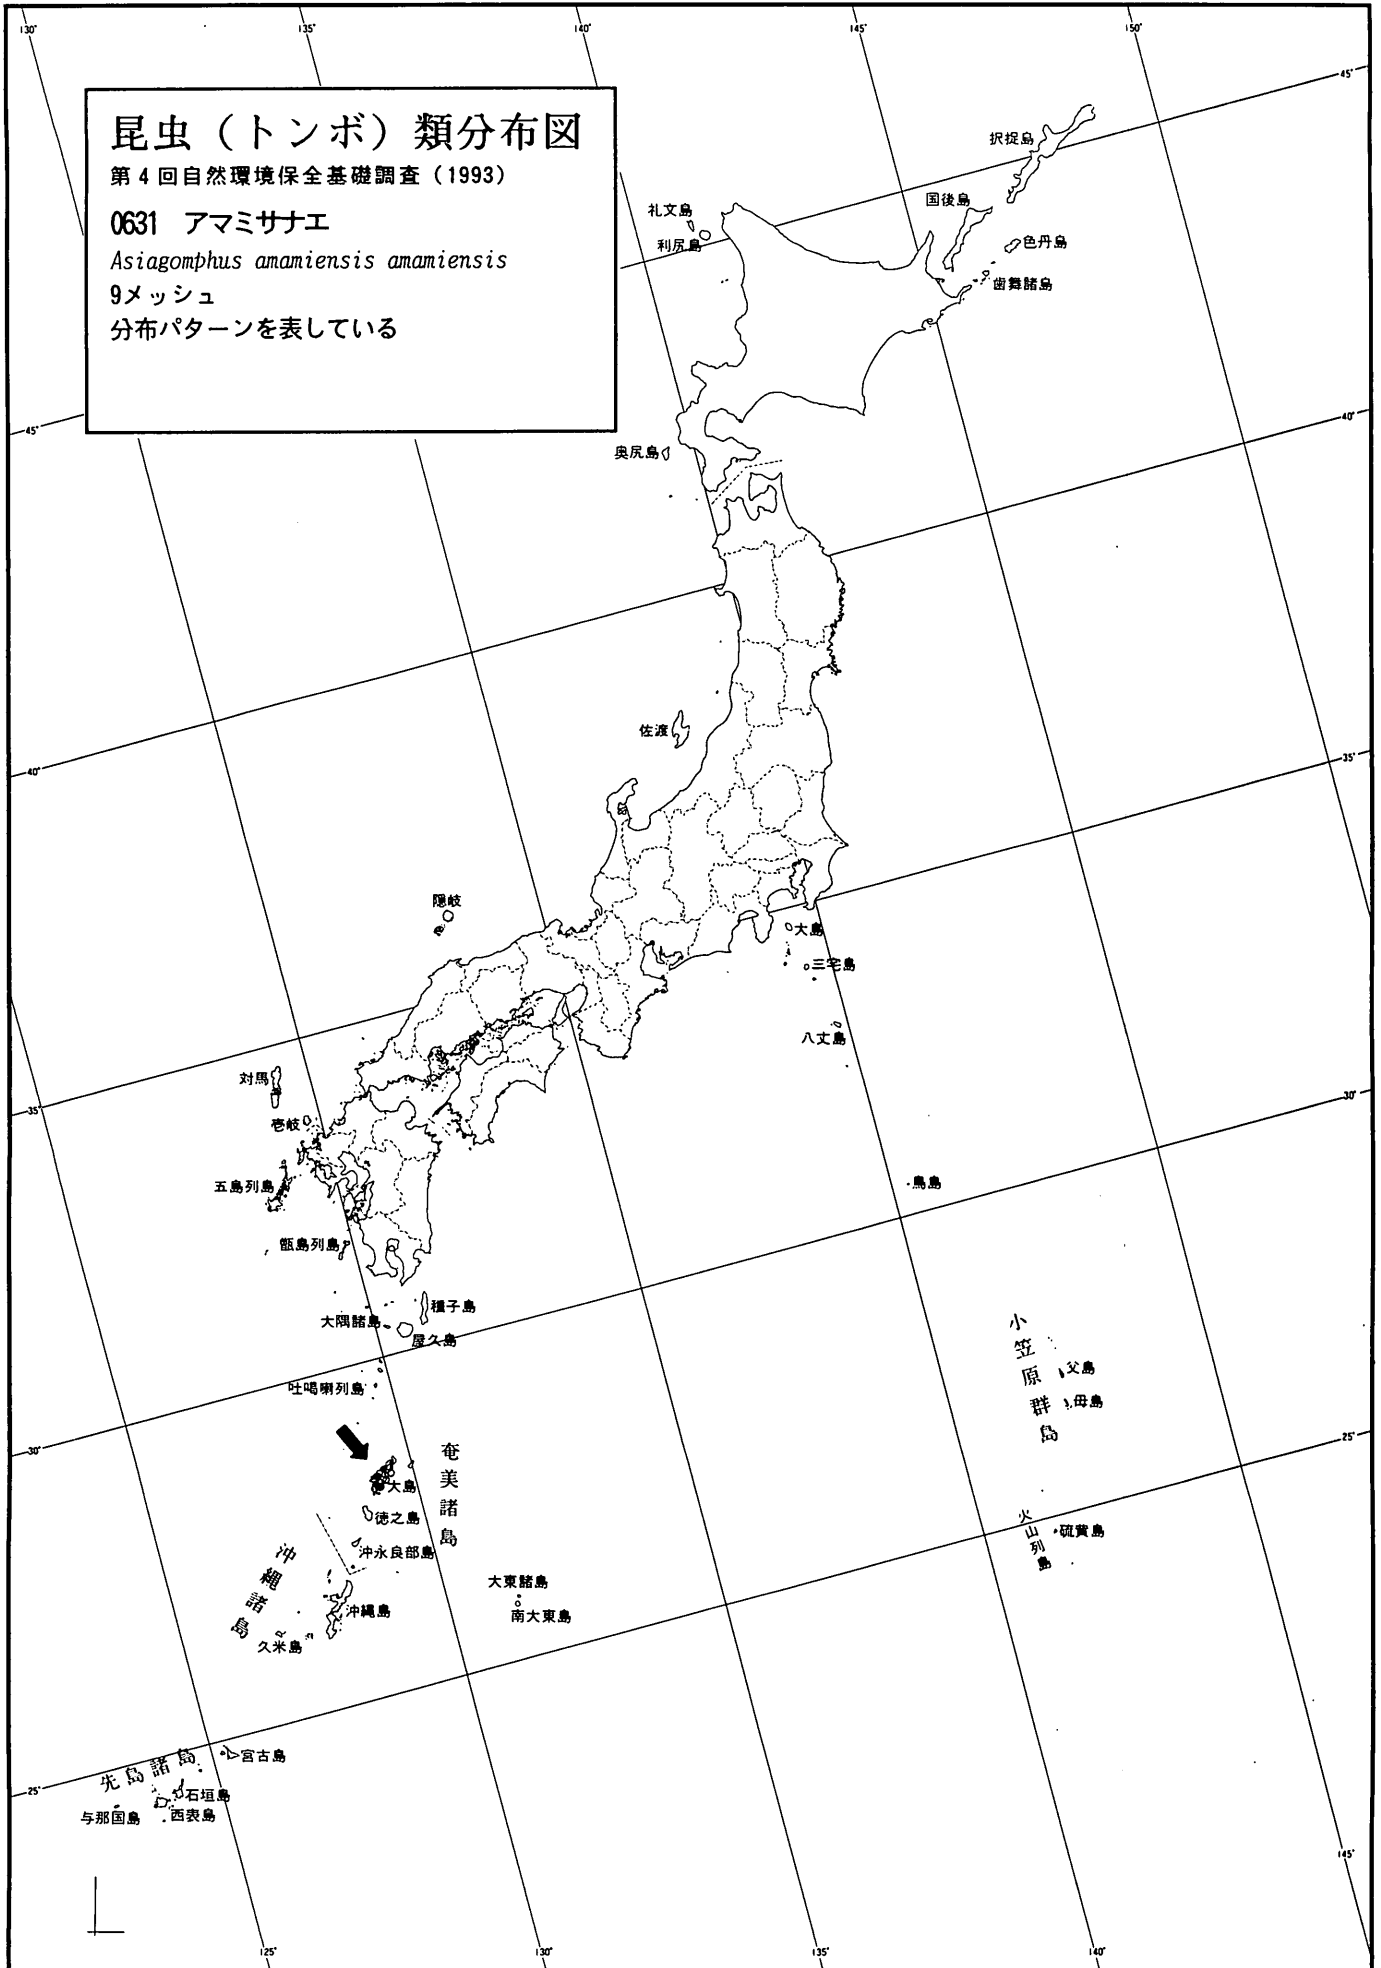 昆虫（トンボ）類分布図
第4回自然環境保全基礎調査（1993）
0631 アマミサナエ
Asiagomphus amamiensis amamiensis
9メッシュ
分布パターンを表している
130°
135°
140°
145°
150°
45°
択捉島
国後島
礼文島
利尻島
色丹島
歯舞諸島
45°
40°
奥尻島
佐渡
40°
35°
隠岐
大島
三宅島
八丈島
対馬
35°
壱岐
30°
五島列島
鳥島
甑島列島
種子島
大隅諸島
屋久島
小笠原群島
父島
吐噶喇列島
母島
30°
25°
奄美諸島
大島
徳之島
火山列島
硫黄島
沖永良部島
沖縄諸島
大東諸島
沖縄島
南大東島
久米島
先島諸島
宮古島
25°
石垣島
与那国島
西表島
145°
125°
130°
135°
140°